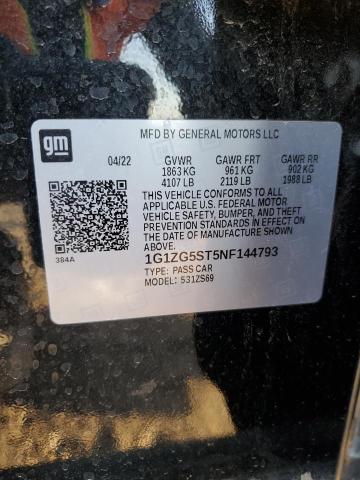 gm
MFD BY GENERAL MOTORS LLC
04/22 GVWR GAWR FRT GAWR RR
1863 KG 961 KG 902 KG
4107 LB 2119 LB 1988 LB
THIS VEHICLE CONFORMS TO ALL
APPLICABLE U.S. FEDERAL MOTOR
VEHICLE SAFETY, BUMPER, AND THEFT
PREVENTION STANDARDS IN EFFECT ON
THE DATE OF MANUFACTURE SHOWN
ABOVE.
384A 1G1ZG5ST5NF144793
TYPE: PASS CAR
MODEL: 5312S69